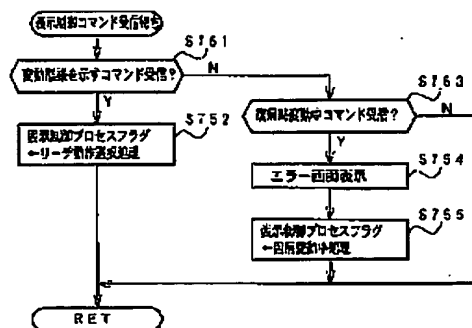 表示制御コマンド受信待ち
S761
変動開始を示すコマンド受信?
N
S763
Y
S752
復帰時変動中コマンド受信?
N
表示制御プロセスフラグ
←リーチ動作選択処理
Y
S754
エラー画面表示
S755
表示制御プロセスフラグ
←図柄変動中処理
RET